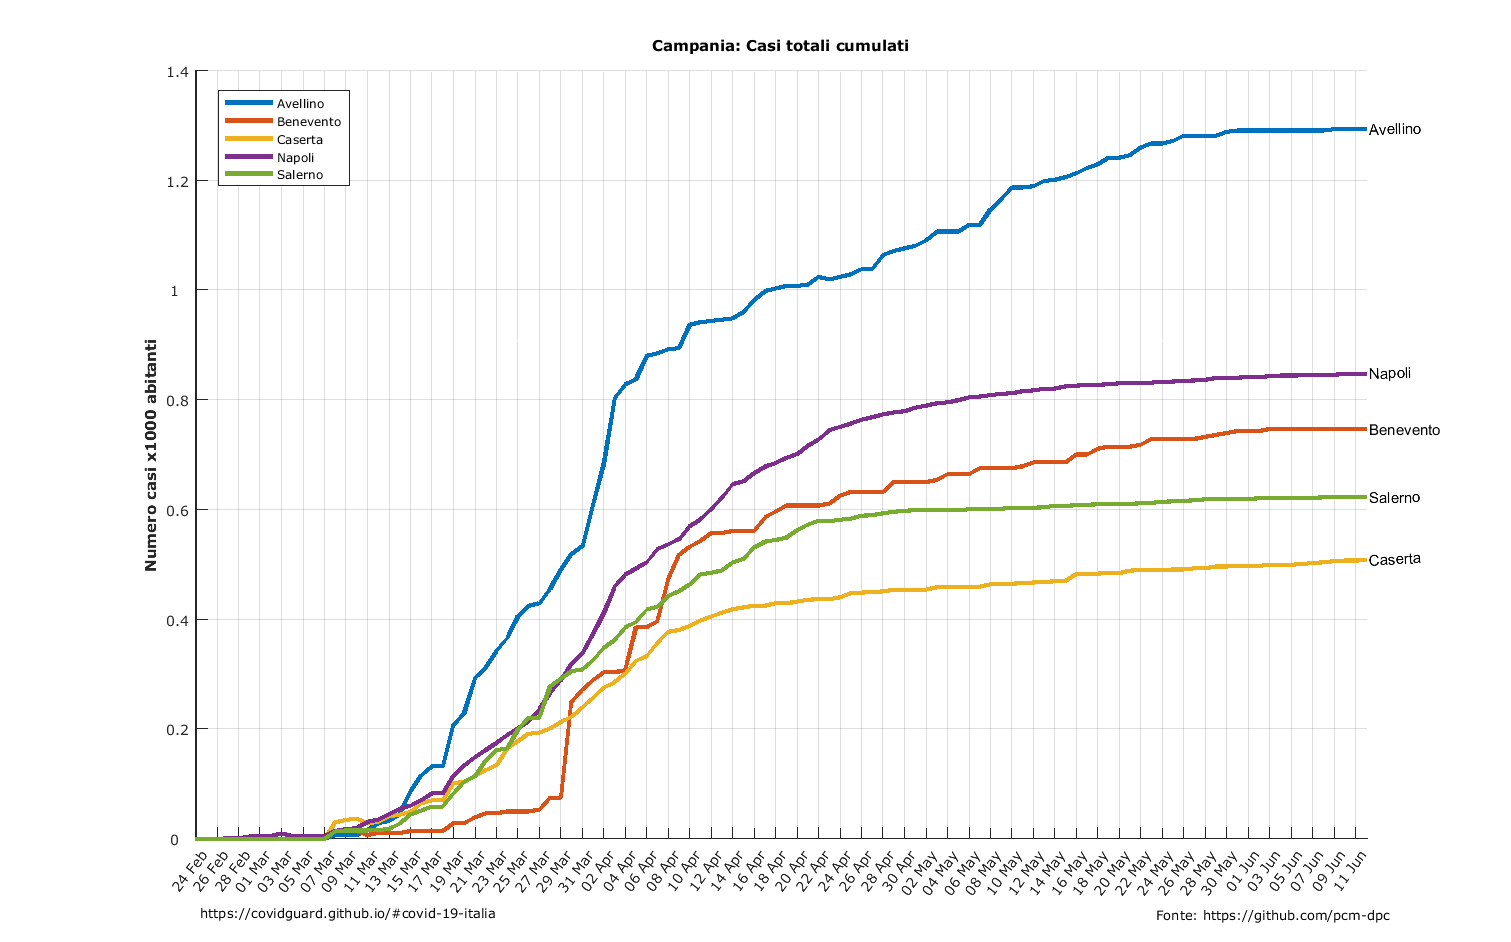 Campania: Casi totali cumulati
1.4
1.2
1
0.8
0.6
0.4
0.2
0
Numero casi x1000 abitanti
Avellino
Benevento
Caserta
Napoli
Salerno
Avellino
Napoli
Benevento
Salerno
Caserta
24 Feb
26 Feb
28 Feb
01 Mar
03 Mar
05 Mar
07 Mar
09 Mar
11 Mar
13 Mar
15 Mar
17 Mar
19 Mar
21 Mar
23 Mar
25 Mar
27 Mar
29 Mar
31 Mar
02 Apr
04 Apr
06 Apr
08 Apr
10 Apr
12 Apr
14 Apr
16 Apr
18 Apr
20 Apr
22 Apr
24 Apr
26 Apr
28 Apr
30 Apr
02 May
04 May
06 May
08 May
10 May
12 May
14 May
16 May
18 May
20 May
22 May
24 May
26 May
28 May
30 May
01 Jun
03 Jun
05 Jun
07 Jun
09 Jun
11 Jun
https://covidguard.github.io/#covid-19-italia
Fonte: https://github.com/pcm-dpc